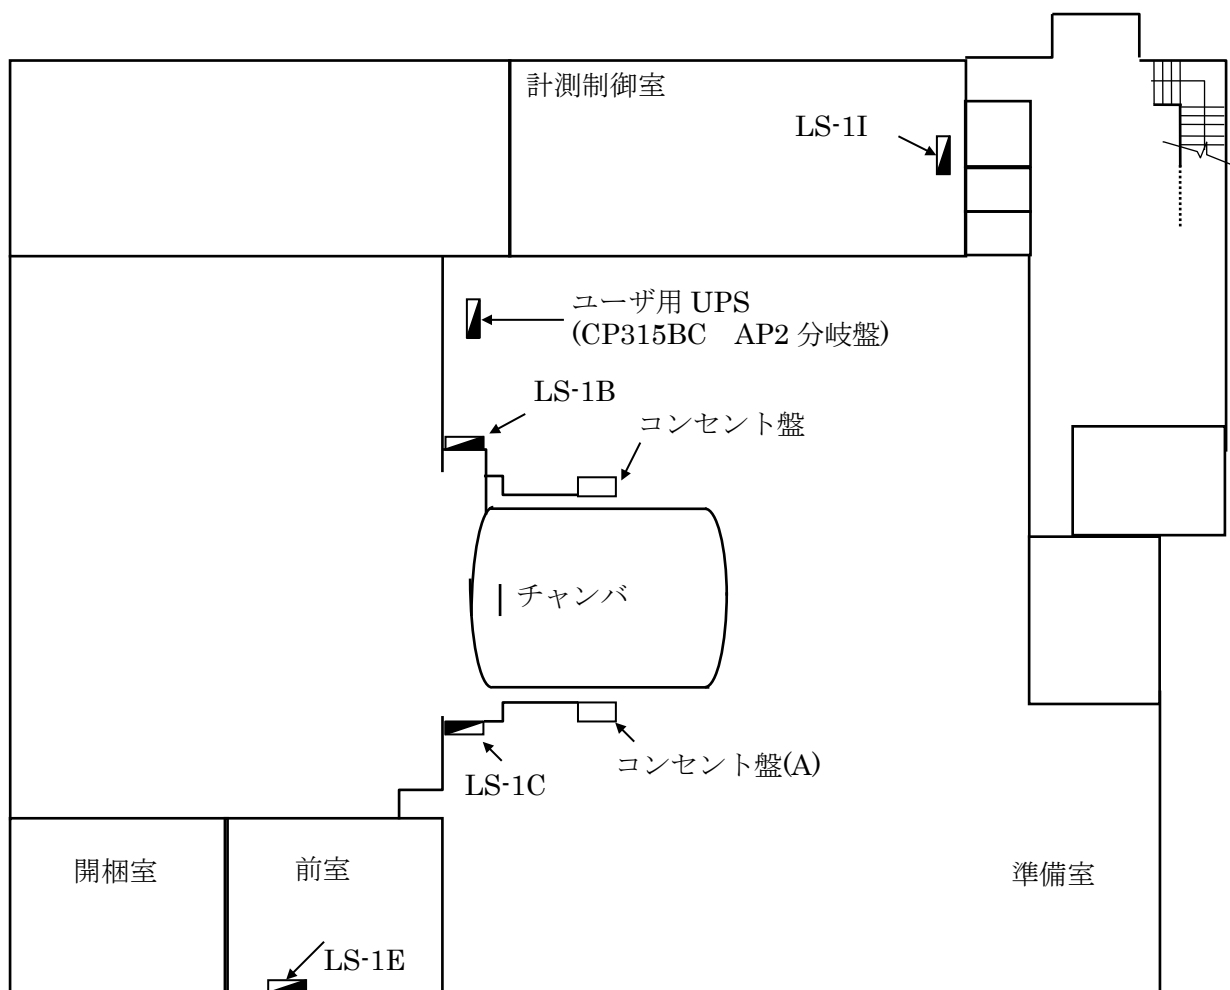 計測制御室
LS-1I
ユーザ用 UPS
(CP315BC　AP2 分岐盤)
LS-1B
コンセント盤
チャンバ
コンセント盤(A)
LS-1C
開梱室
前室
準備室
LS-1E